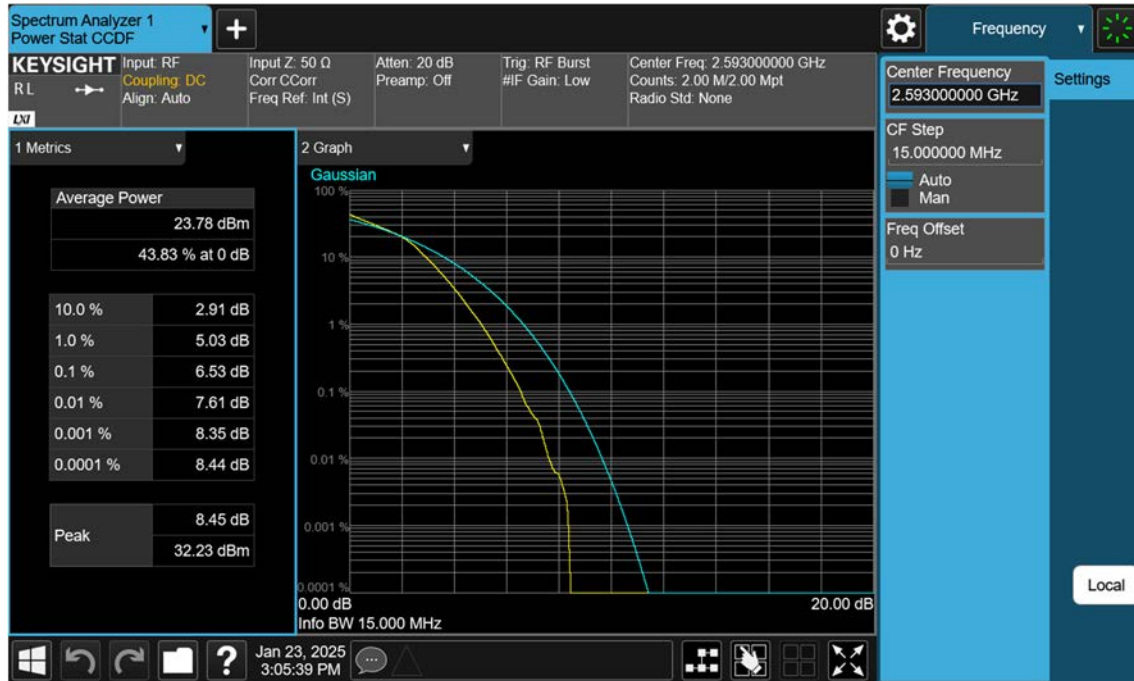 Spectrum Analyzer 1
Power Stat CCDF
Frequency
KEYSIGHT
R L
LXI
Input: RF
Coupling: DC
Align: Auto
Input Z: 50 Ω
Corr CCorr
Freq Ref: Int (S)
Atten: 20 dB
Preamp: Off
Trig: RF Burst
#IF Gain: Low
Center Freq: 2.593000000 GHz
Counts: 2.00 M/2.00 Mpt
Radio Std: None
Center Frequency
2.593000000 GHz
Settings
CF Step
15.000000 MHz
Auto
Man
Freq Offset
0 Hz
1 Metrics
Average Power
23.78 dBm
43.83 % at 0 dB
10.0 % 2.91 dB
1.0 % 5.03 dB
0.1 % 6.53 dB
0.01 % 7.61 dB
0.001 % 8.35 dB
0.0001 % 8.44 dB
Peak
8.45 dB
32.23 dBm
2 Graph
Gaussian
100 %
10 %
1 %
0.1 %
0.01 %
0.001 %
0.0001 %
0.00 dB 20.00 dB
Info BW 15.000 MHz
Local
?
Jan 23, 2025
3:05:39 PM